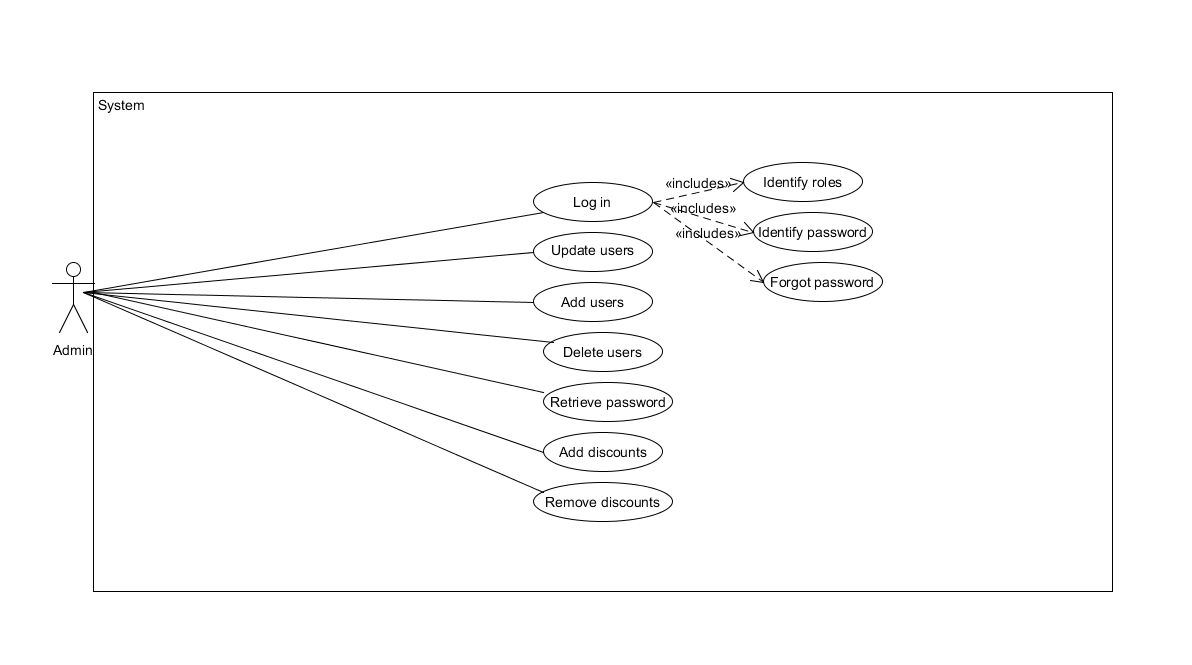 System
«includes»
Identify roles
Log in
«includes»
Identify password
«includes»
Update users
Forgot password
Add users
Admin
Delete users
Retrieve password
Add discounts
Remove discounts